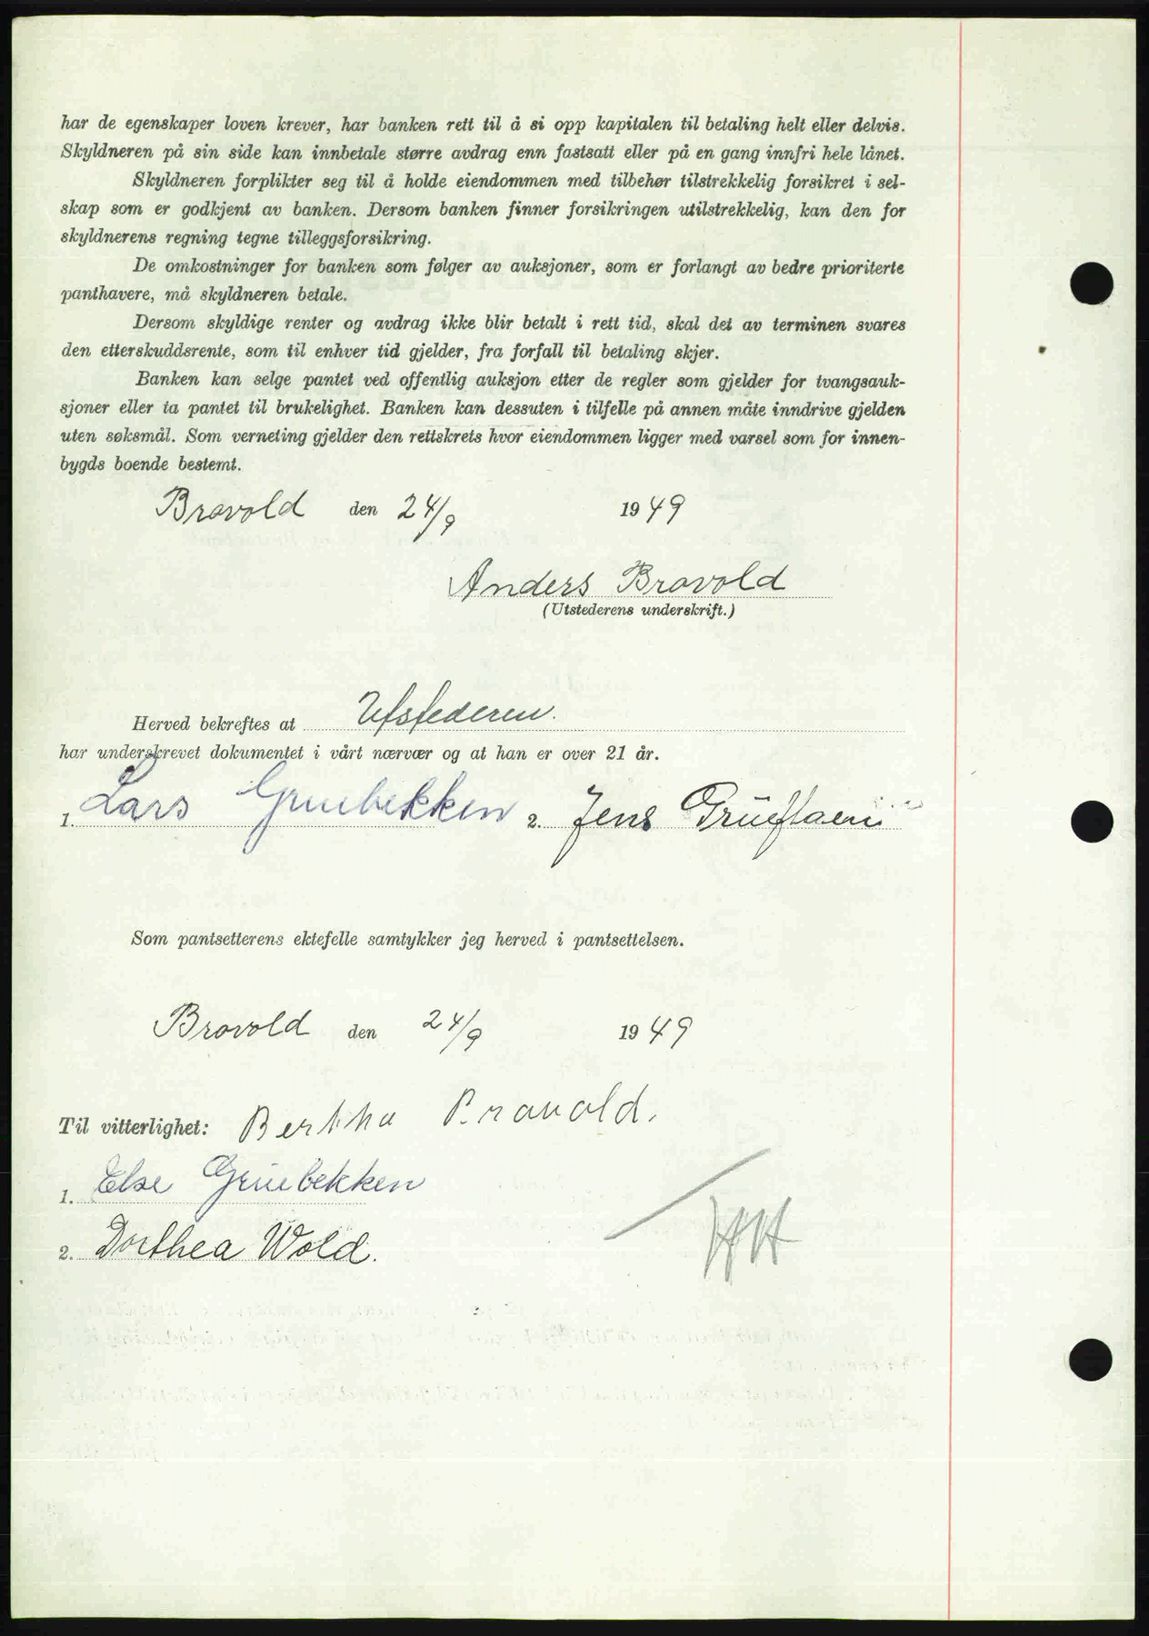 har de egenskaper loven krever, har banken rett til å si opp kapitalen til betaling helt eller delvis.
Skyldneren på sin side kan innbetale større avdrag enn fastsatt eller på en gang innfri hele lånet.
Skyldneren forplikter seg til å holde eiendommen med tilbehør tilstrekkelig forsikret i sel-
skap som er godkjent av banken. Dersom banken finner forsikringen utilstrekkelig, kan den for
skyldnerens regning tegne tilleggsforsikring.
De omkostninger for banken som følger av auksjoner, som er forlangt av bedre prioriterte
panthavere, må skyldneren betale.
Dersom skyldige renter og avdrag ikke blir betalt i rett tid, skal det av terminen svares
den etterskuddsrente, som til enhver tid gjelder, fra forfall til betaling skjer.
Banken kan selge pantet ved offentlig auksjon etter de regler som gjelder for tvangsauk-
sjoner eller ta pantet til brukelighet. Banken kan dessuten i tilfelle på annen måte inndrive gjelden
uten søksmål. Som verneting gjelder den rettskrets hvor eiendommen ligger med varsel som for innen-
bygds boende bestemt.
Bravold den 24/9 1949
Anders Bravold
(Utstederens underskrift.)
Herved bekreftes at Utstederen.
har underskrevet dokumentet i vårt nærvær og at han er over 21 år.
1. Lars Gruebekken 2. Jens
Som pantsetterens ektefelle samtykker jeg herved i pantsettelsen.
Bravold den 24/9 1949
Til vitterlighet: Bertha Bravold.
1. Else Gruebekken
2. Dorthea Wold.
HH